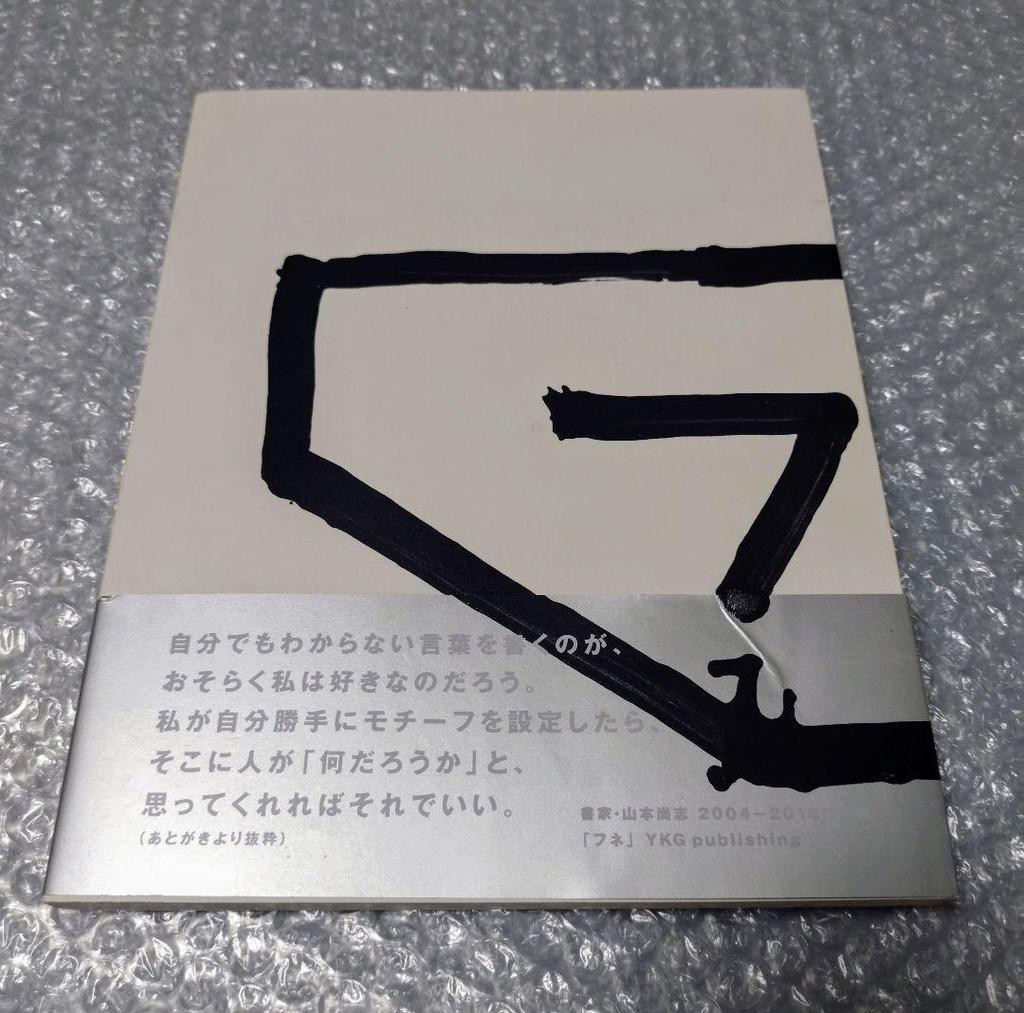 自分でもわからない言葉を書くのが、
おそらく私は好きなのだろう。
私が自分勝手にモチーフを設定したら、
そこに人が「何だろうか」と、
思ってくれればそれでいい。
(あとがきより抜粋)
書家・山本尚志 2004−2016
「フネ」 YKG publishing